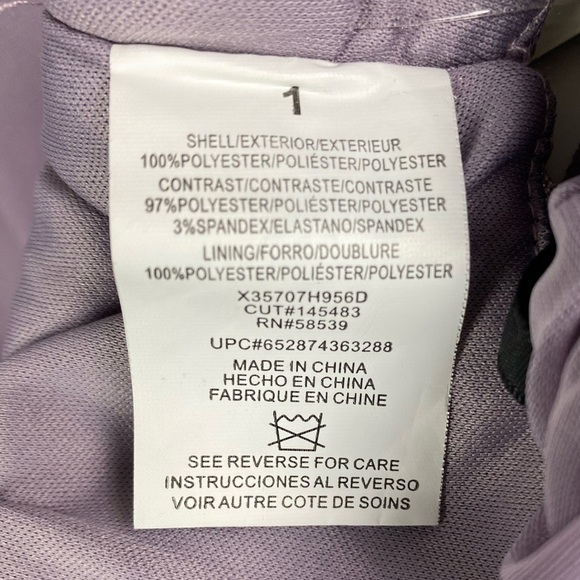 1
SHELL/EXTERIOR/EXTERIEUR
100%POLYESTER/POLIÉSTER/POLYESTER
CONTRAST/CONTRASTE/CONTRASTE
97%POLYESTER/POLIÉSTER/POLYESTER
3%SPANDEX/ELASTANO/SPANDEX
LINING/FORRO/DOUBLURE
100%POLYESTER/POLIÉSTER/POLYESTER
X35707H956D
CUT#145483
RN#58539
UPC#652874363288
MADE IN CHINA
HECHO EN CHINA
FABRIQUE EN CHINE
SEE REVERSE FOR CARE
INSTRUCCIONES AL REVERSO
VOIR AUTRE COTE DE SOINS